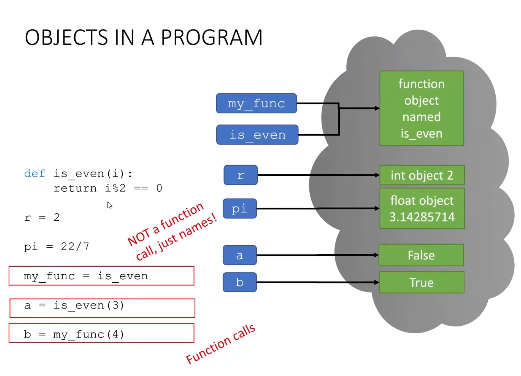 OBJECTS IN A PROGRAM
def is_even(i):
return i%2 == 0
r = 2
pi = 22/7
my_func = is_even
a = is_even(3)
b = my_func(4)
NOT a function
call, just names!
Function calls
my_func
is_even
r
pi
a
b
function
object
named
is_even
int object 2
float object
3.14285714
False
True